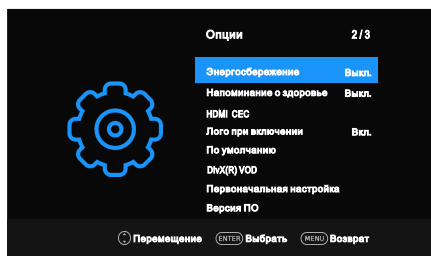 Опции 2/3
Энергосбережение Выкл.
Напоминание о здоровье Выкл.
HDMI CEC
Лого при включении Вкл.
По умолчанию
DivX(R) VOD
Первоначальная настройка
Версия ПО
Перемещение ENTER Выбрать MENU Возврат